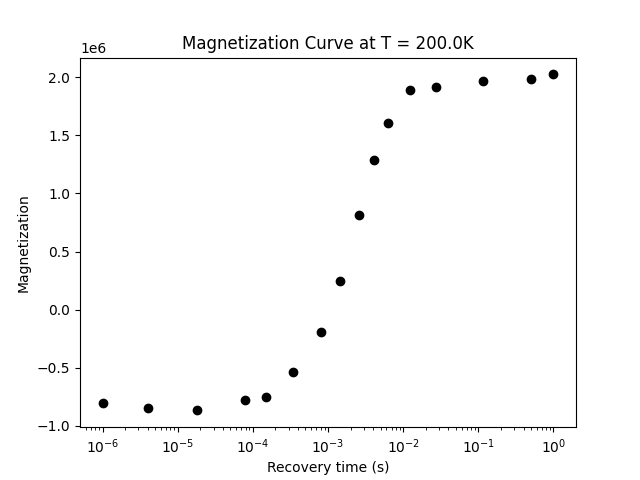 Magnetization Curve at T = 200.0K
1e6
2.0
1.5
1.0
0.5
0.0
−0.5
−1.0
Magnetization
10⁻⁶ 10⁻⁵ 10⁻⁴ 10⁻³ 10⁻² 10⁻¹ 10⁰
Recovery time (s)